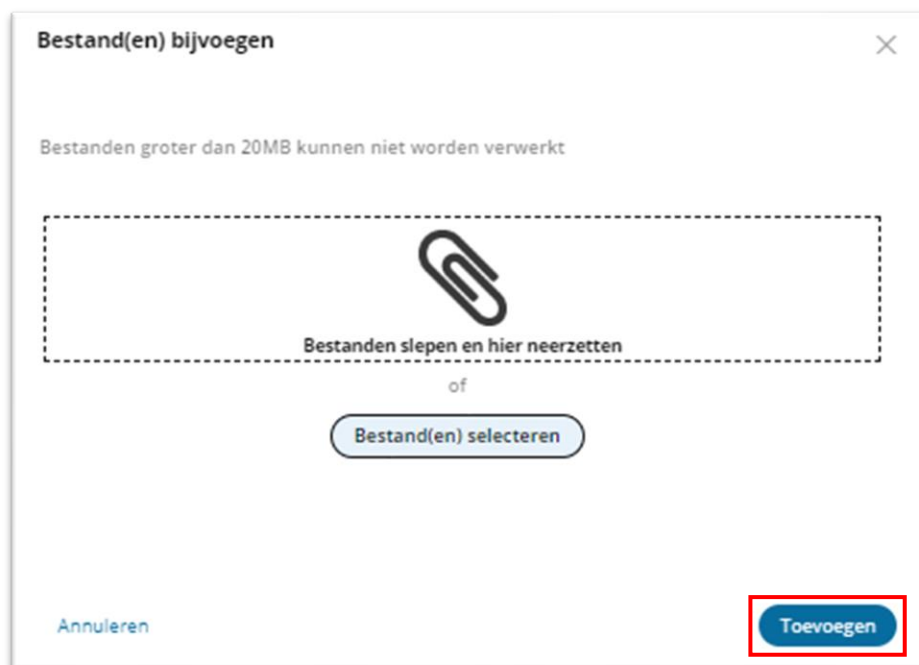 Bestand(en) bijvoegen
Bestanden groter dan 20MB kunnen niet worden verwerkt
Bestanden slepen en hier neerzetten
of
Bestand(en) selecteren
Annuleren
Toevoegen